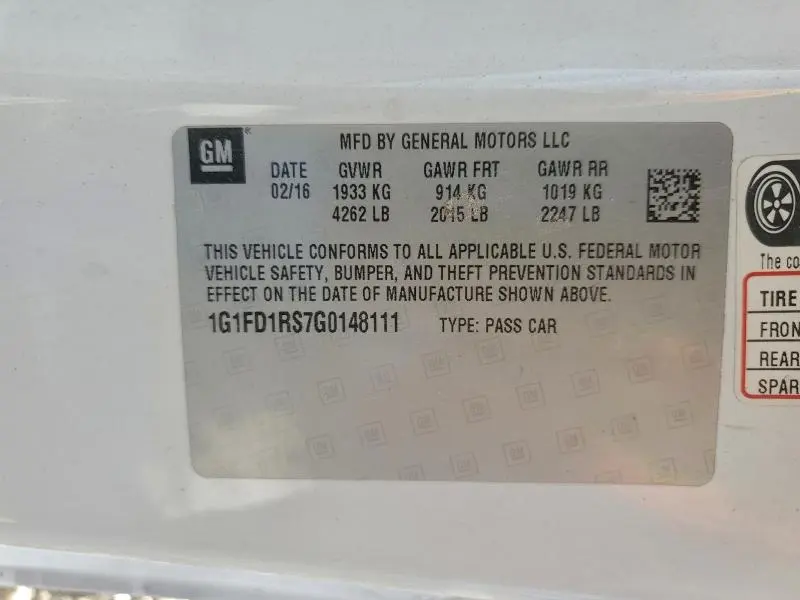 GM
MFD BY GENERAL MOTORS LLC
DATE GVWR GAWR FRT GAWR RR
02/16 1933 KG 914 KG 1019 KG
4262 LB 2015 LB 2247 LB
THIS VEHICLE CONFORMS TO ALL APPLICABLE U.S. FEDERAL MOTOR
VEHICLE SAFETY, BUMPER, AND THEFT PREVENTION STANDARDS IN
EFFECT ON THE DATE OF MANUFACTURE SHOWN ABOVE.
1G1FD1RS7G0148111 TYPE: PASS CAR
The co
TIRE
FRON
REAR
SPAR